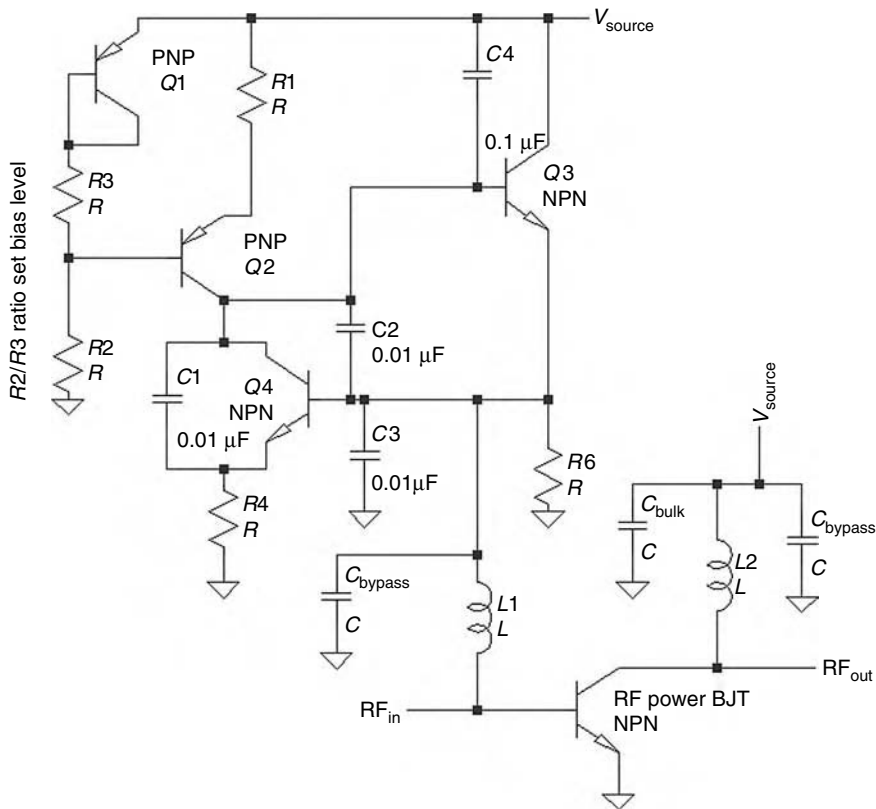 V_source
PNP
Q1
R1
R
C4
0.1 µF
Q3
NPN
R3
R
PNP
Q2
R2/R3 ratio set bias level
R2
R
C1
0.01 µF
Q4
NPN
C2
0.01 µF
C3
0.01µF
R6
R
R4
R
V_source
C_bulk
C
C_bypass
C
L2
L
C_bypass
C
L1
L
RF_in
RF power BJT
NPN
RF_out